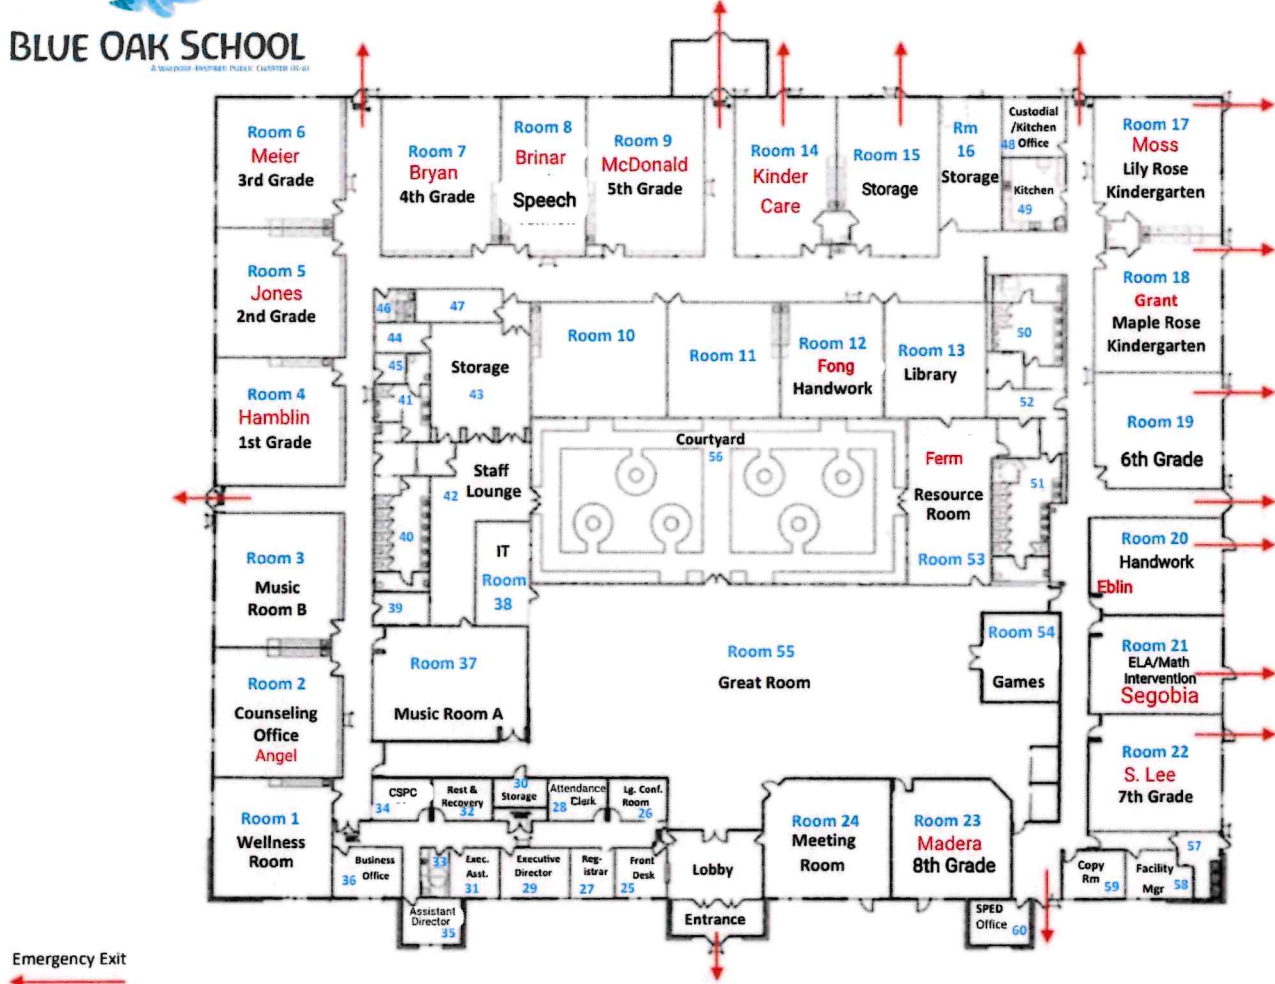 BLUE OAK SCHOOL
A WALDORF-INSPIRED PUBLIC CHARTER (K-8)
Room 6
Meier
3rd Grade
Room 7
Bryan
4th Grade
Room 8
Brinar
Speech
Room 9
McDonald
5th Grade
Room 14
Kinder
Care
Room 15
Storage
Rm
16
Storage
Custodial
/Kitchen
48 Office
Kitchen
49
Room 17
Moss
Lily Rose
Kindergarten
Room 5
Jones
2nd Grade
Room 18
Grant
Maple Rose
Kindergarten
46
47
44
45
41
Storage
43
Room 10
Room 11
Room 12
Fong
Handwork
Room 13
Library
50
52
Room 4
Hamblin
1st Grade
Room 19
6th Grade
Courtyard
56
Staff
Lounge
42
40
39
IT
Room
38
Ferm
Resource
Room
Room 53
51
Room 3
Music
Room B
Room 20
Handwork
Eblin
Room 2
Counseling
Office
Angel
Room 37
Music Room A
Room 55
Great Room
Room 54
Games
Room 21
ELA/Math
Intervention
Segobia
Room 22
S. Lee
7th Grade
Room 1
Wellness
Room
CSPC
34
Rest &
Recovery
32
30
Storage
Attendance
Clerk
28
Lg. Conf.
Room
26
Business
Office
36
33
Exec.
Asst.
31
Executive
Director
29
Reg-
istrar
27
Front
Desk
25
Lobby
Entrance
Room 24
Meeting
Room
Room 23
Madera
8th Grade
Copy
Rm
59
Facility
Mgr
58
57
Assistant
Director
35
SPED
Office
60
Emergency Exit